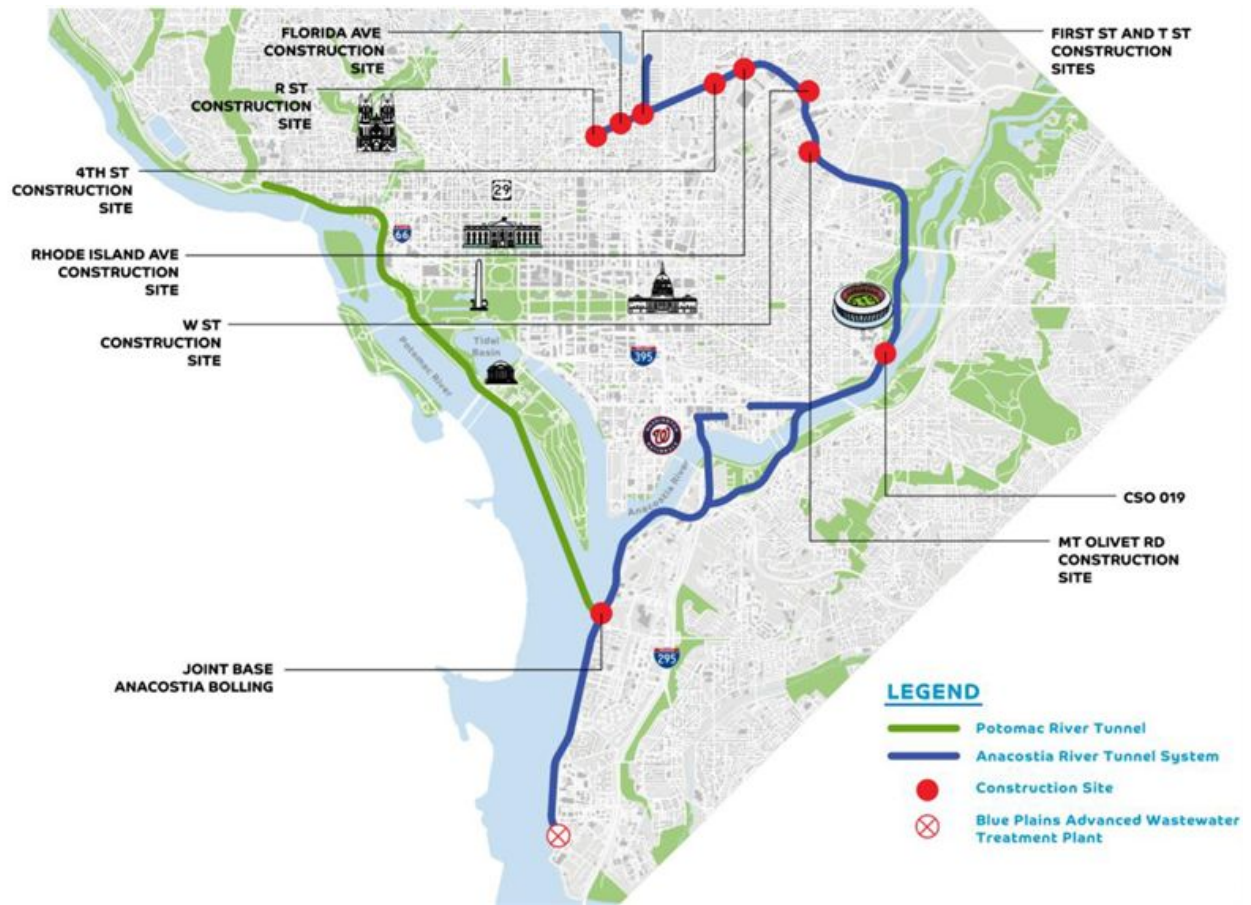 FLORIDA AVE
CONSTRUCTION
SITE
FIRST ST AND T ST
CONSTRUCTION
SITES
R ST
CONSTRUCTION
SITE
4TH ST
CONSTRUCTION
SITE
29
66
RHODE ISLAND AVE
CONSTRUCTION
SITE
W ST
CONSTRUCTION
SITE
Potomac River
Tidal
Basin
395
W
Anacostia River
CSO 019
MT OLIVET RD
CONSTRUCTION
SITE
JOINT BASE
ANACOSTIA BOLLING
295
LEGEND
Potomac River Tunnel
Anacostia River Tunnel System
Construction Site
Blue Plains Advanced Wastewater
Treatment Plant